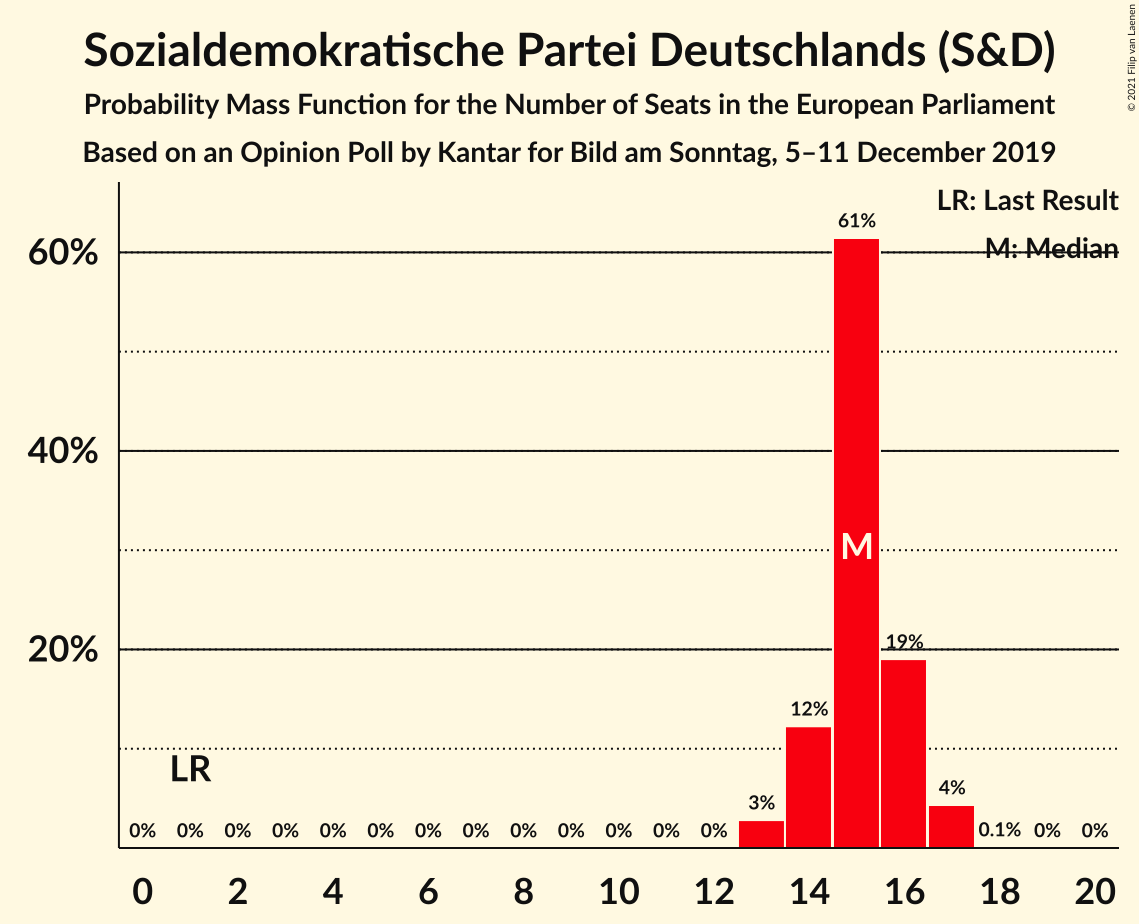 Sozialdemokratische Partei Deutschlands (S&D)
Probability Mass Function for the Number of Seats in the European Parliament
Based on an Opinion Poll by Kantar for Bild am Sonntag, 5–11 December 2019
© 2021 Filip van Laenen
LR: Last Result
M: Median
60%
40%
20%
61%
M
19%
12%
LR
3%
4%
0% 0% 0% 0% 0% 0% 0% 0% 0% 0% 0% 0% 0% 0.1% 0% 0%
0 2 4 6 8 10 12 14 16 18 20